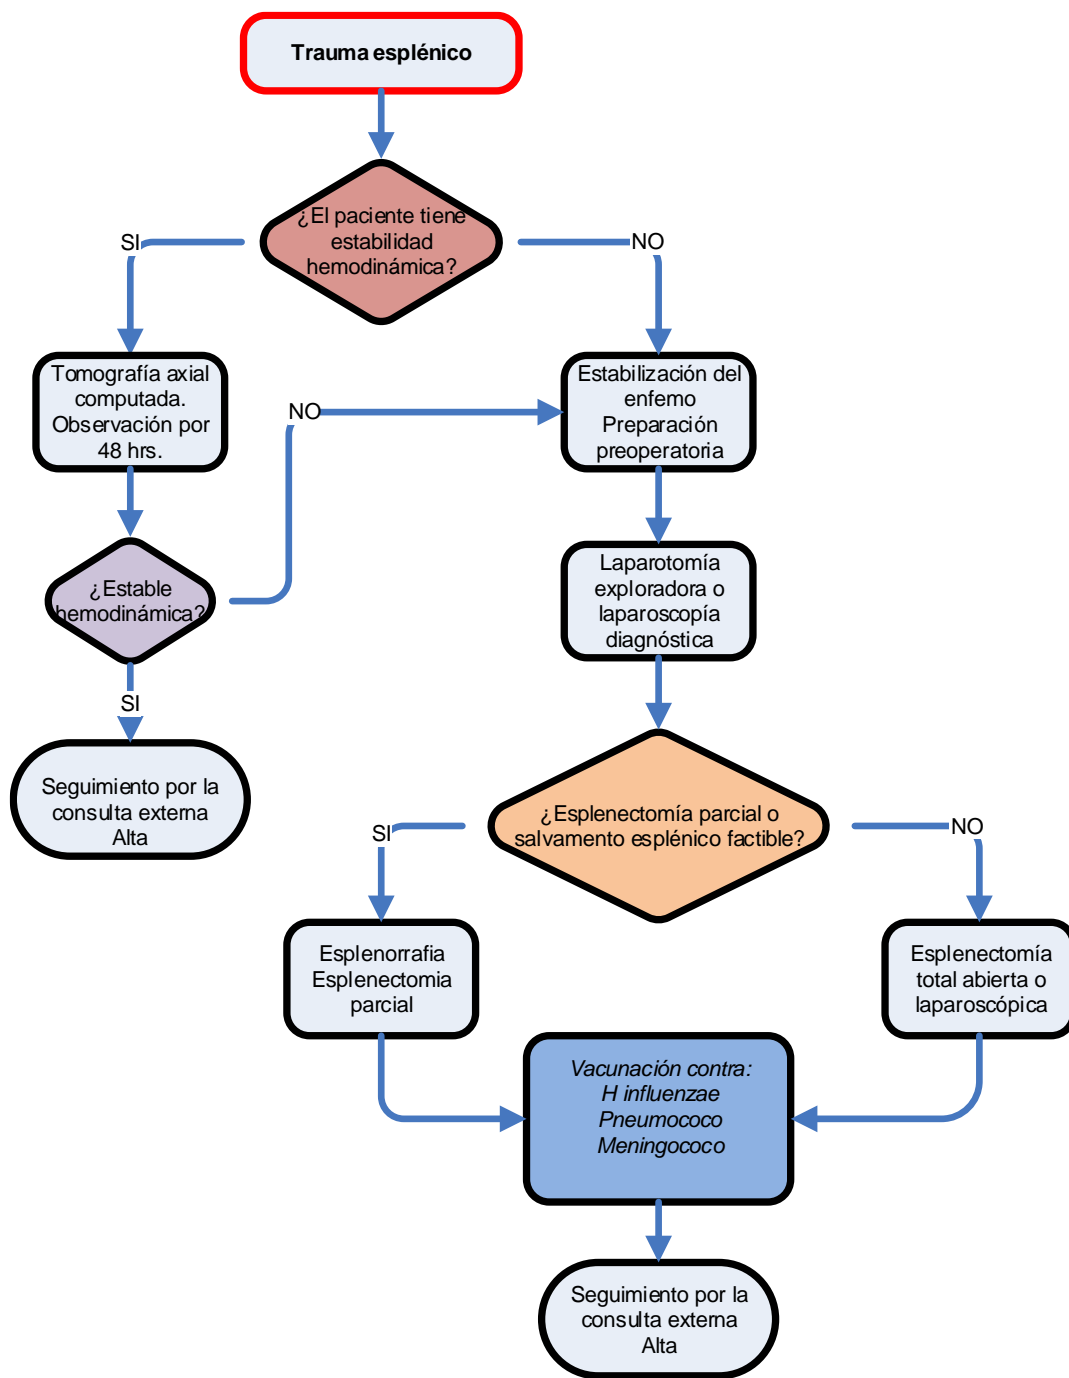 Trauma esplénico
¿El paciente tiene
estabilidad
hemodinámica?
SI
NO
Tomografía axial
computada.
Observación por
48 hrs.
NO
Estabilización del
enfemo
Preparación
preoperatoria
¿Estable
hemodinámica?
Laparotomía
exploradora o
laparoscopía
diagnóstica
SI
Seguimiento por la
consulta externa
Alta
¿Esplenectomía parcial o
salvamento esplénico factible?
SI
NO
Esplenorrafia
Esplenectomia
parcial
Esplenectomía
total abierta o
laparoscópica
Vacunación contra:
H influenzae
Pneumococo
Meningococo
Seguimiento por la
consulta externa
Alta